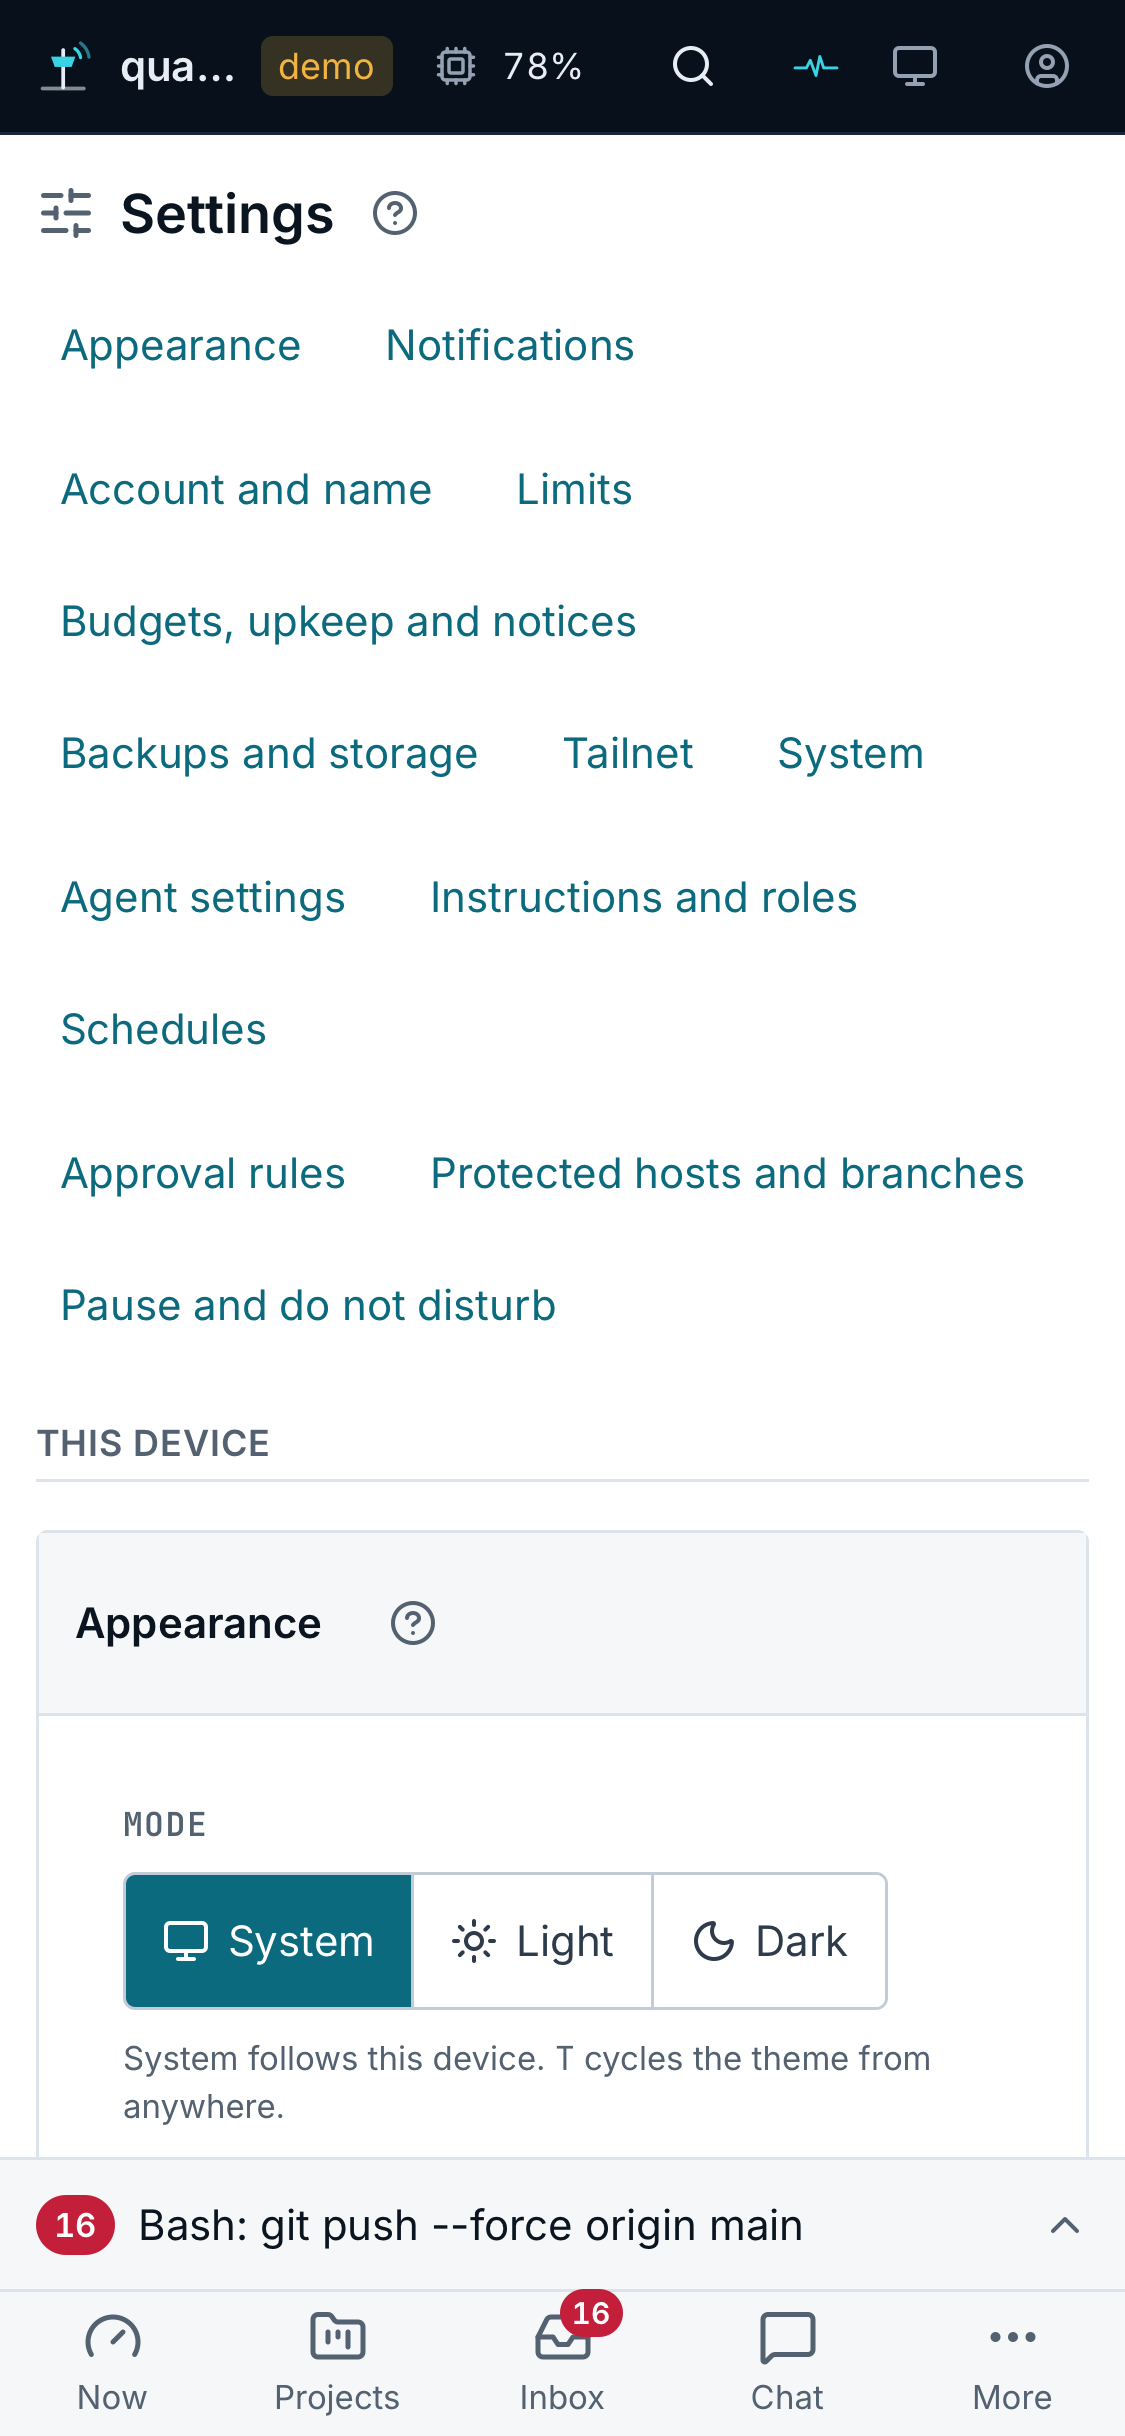 qua... demo 78%
Settings
Appearance Notifications
Account and name Limits
Budgets, upkeep and notices
Backups and storage Tailnet System
Agent settings Instructions and roles
Schedules
Approval rules Protected hosts and branches
Pause and do not disturb
THIS DEVICE
Appearance
MODE
System Light Dark
System follows this device. T cycles the theme from
anywhere.
16 Bash: git push --force origin main
16
Now Projects Inbox Chat More